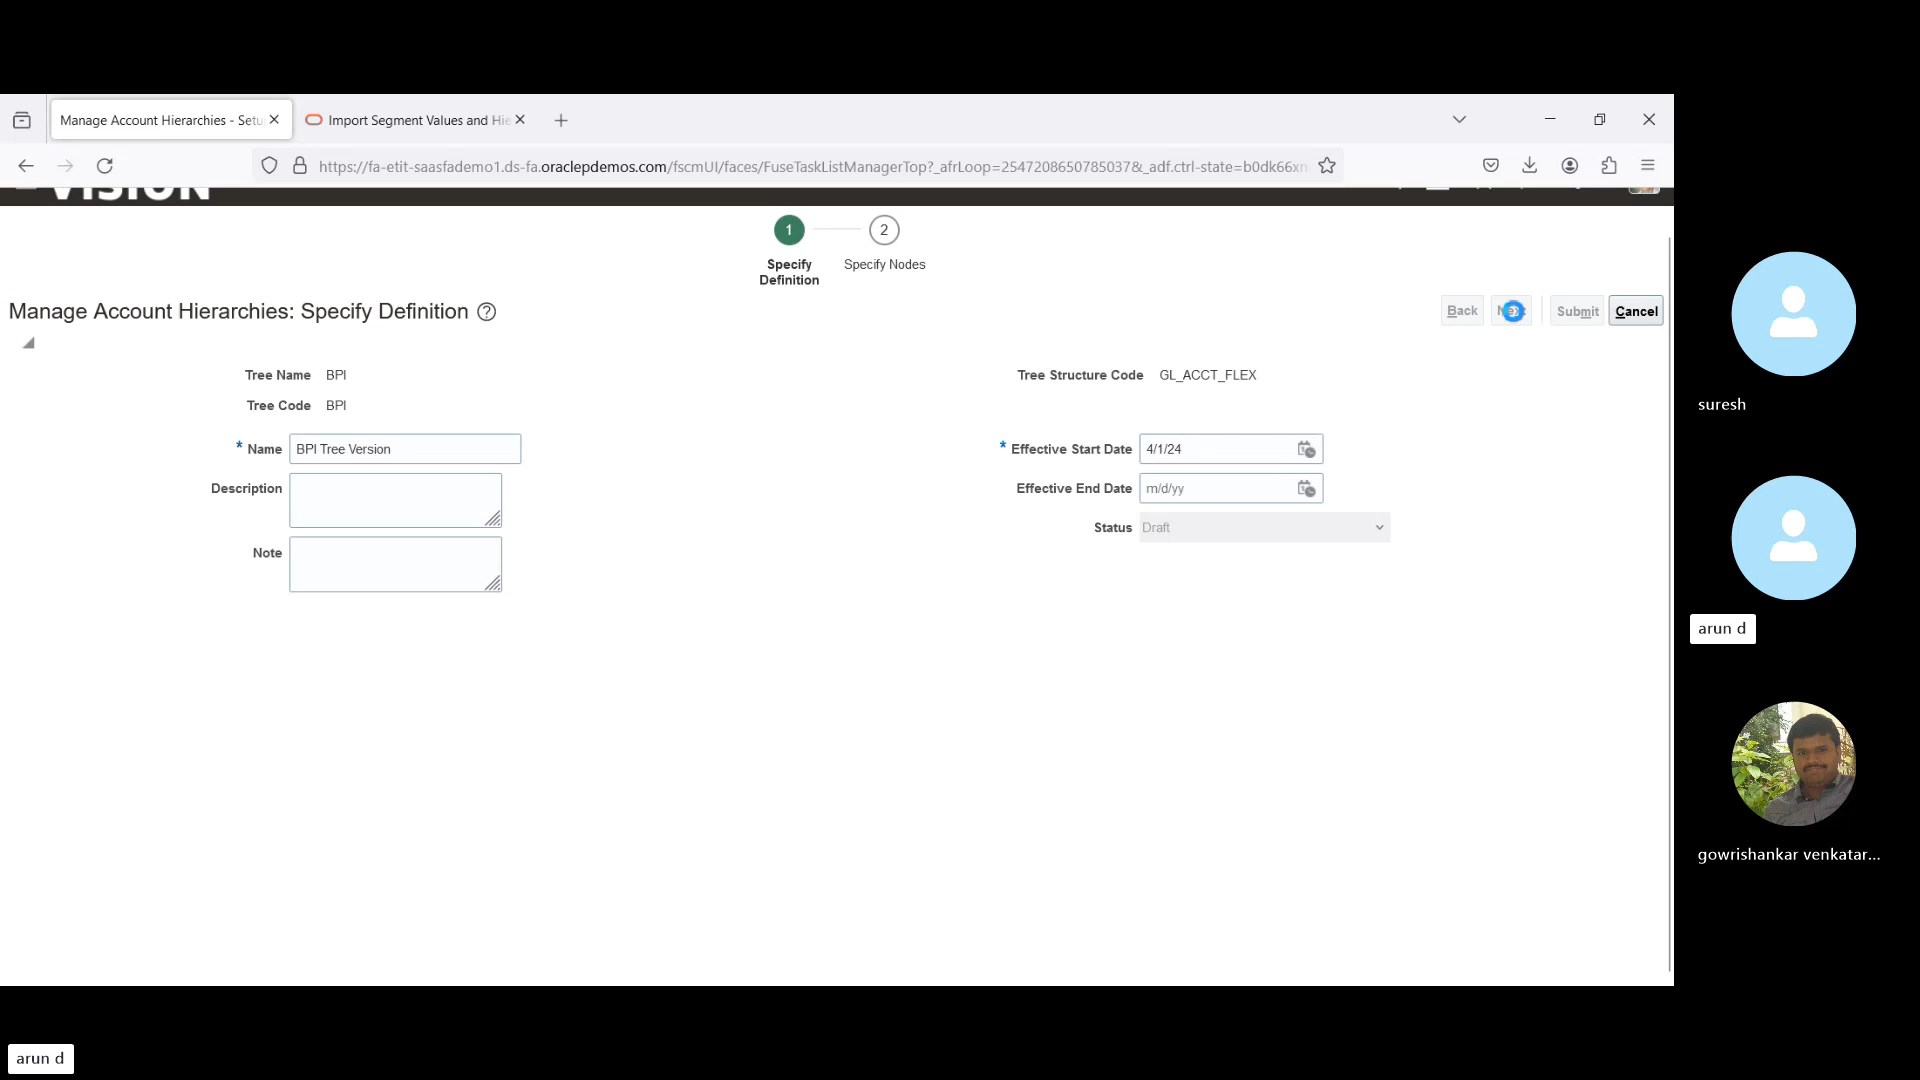 Manage Account Hierarchies - Setu
Import Segment Values and Hie
https://fa-etit-saasfademo1.ds-fa.oraclepdemos.com/fscmUI/faces/FuseTaskListManagerTop?_afrLoop=2547208650785037&_adf.ctrl-state=b0dk66xn
VISION
1
2
Specify Definition
Specify Nodes
Manage Account Hierarchies: Specify Definition
Back
Submit
Cancel
Tree Name BPI
Tree Structure Code GL_ACCT_FLEX
Tree Code BPI
* Name BPI Tree Version
* Effective Start Date 4/1/24
Description
Effective End Date m/d/yy
Status Draft
Note
suresh
arun d
gowrishankar venkatar...
arun d